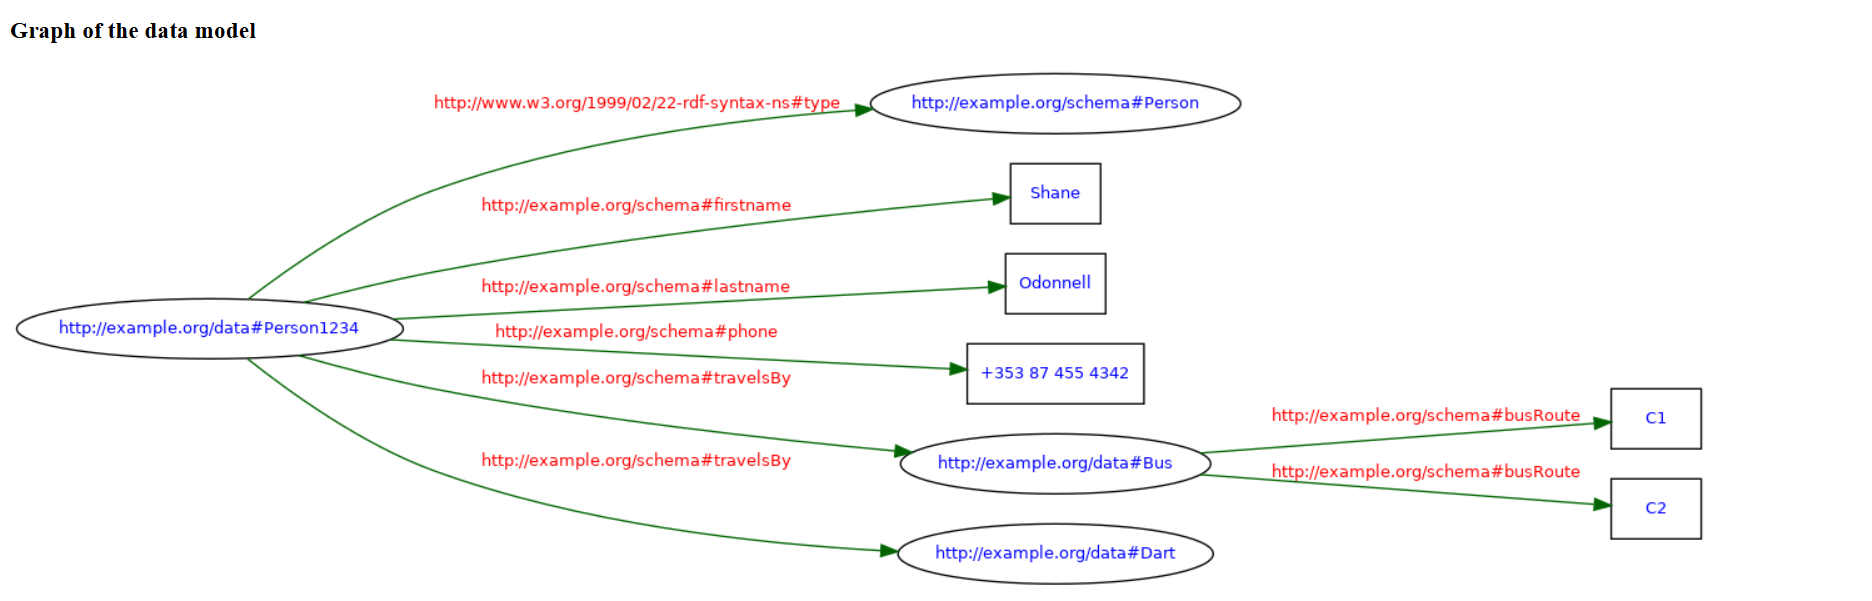 Graph of the data model
http://www.w3.org/1999/02/22-rdf-syntax-ns#type
http://example.org/schema#Person
http://example.org/schema#firstname
Shane
http://example.org/schema#lastname
Odonnell
http://example.org/data#Person1234
http://example.org/schema#phone
+353 87 455 4342
http://example.org/schema#travelsBy
http://example.org/data#Bus
http://example.org/schema#busRoute
C1
http://example.org/schema#busRoute
C2
http://example.org/schema#travelsBy
http://example.org/data#Dart